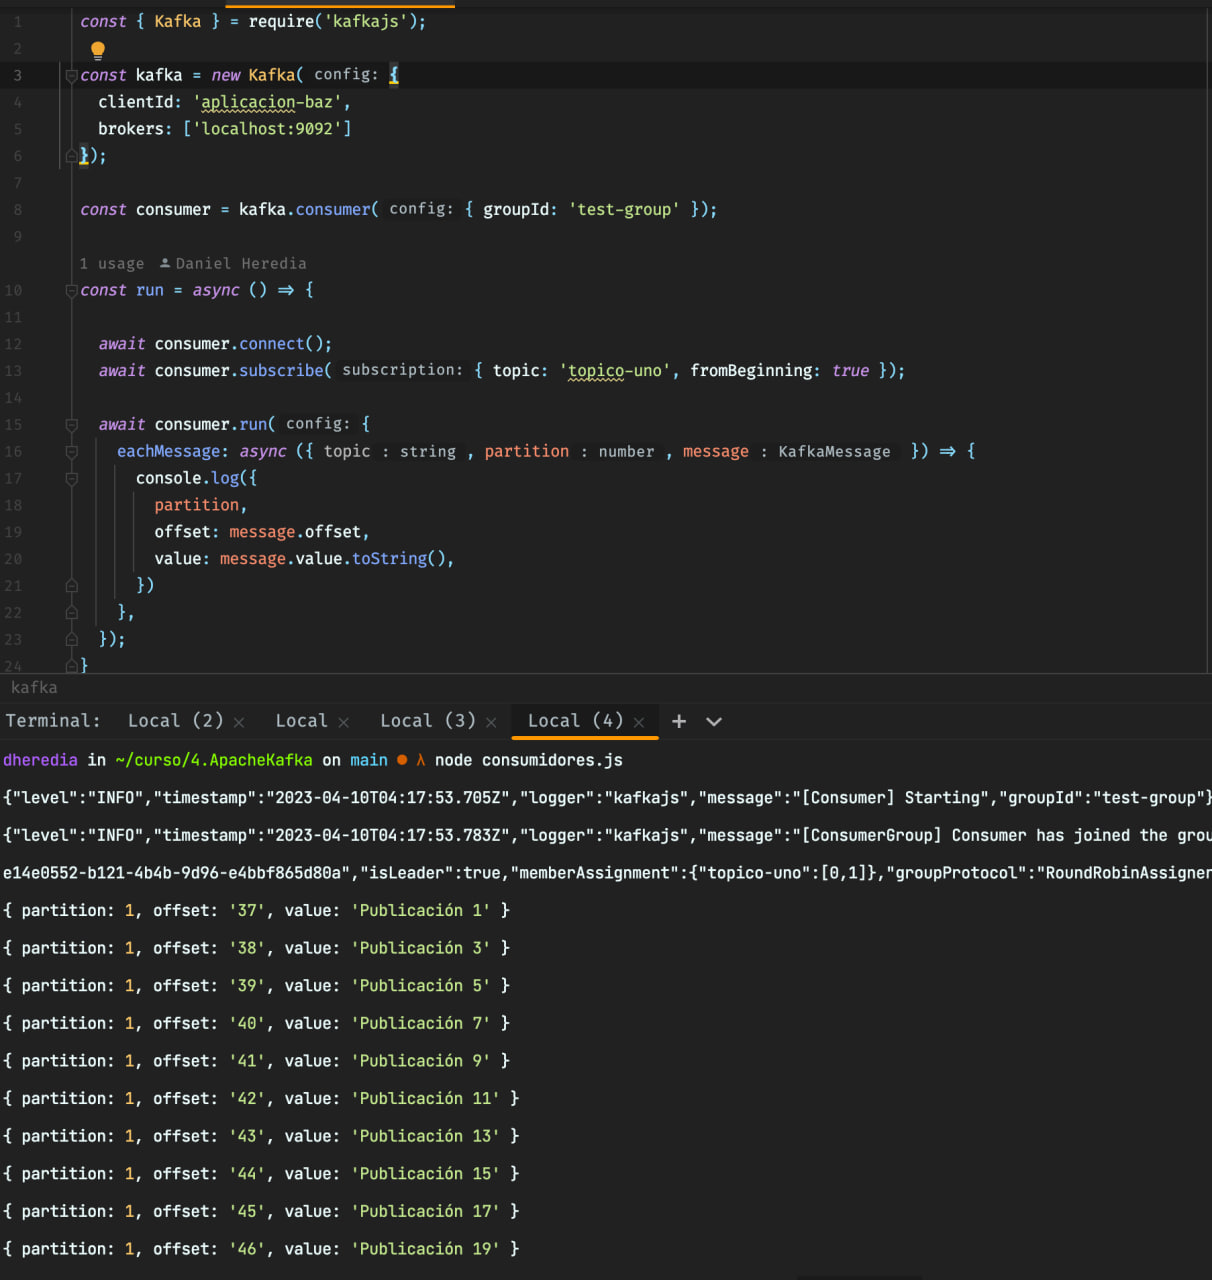 1 const { Kafka } = require('kafkajs');
2
3 const kafka = new Kafka( config: {
4 clientId: 'aplicacion-baz',
5 brokers: ['localhost:9092']
6 });
7
8 const consumer = kafka.consumer( config: { groupId: 'test-group' });
9
1 usage Daniel Heredia
10 const run = async () => {
11
12 await consumer.connect();
13 await consumer.subscribe( subscription: { topic: 'topico-uno', fromBeginning: true });
14
15 await consumer.run( config: {
16 eachMessage: async ({ topic : string , partition : number , message : KafkaMessage }) => {
17 console.log({
18 partition,
19 offset: message.offset,
20 value: message.value.toString(),
21 })
22 },
23 });
24 }
kafka
Terminal: Local (2) × Local × Local (3) × Local (4) × +
dheredia in ~/curso/4.ApacheKafka on main ● λ node consumidores.js
{"level":"INFO","timestamp":"2023-04-10T04:17:53.705Z","logger":"kafkajs","message":"[Consumer] Starting","groupId":"test-group"}
{"level":"INFO","timestamp":"2023-04-10T04:17:53.783Z","logger":"kafkajs","message":"[ConsumerGroup] Consumer has joined the grou
e14e0552-b121-4b4b-9d96-e4bbf865d80a","isLeader":true,"memberAssignment":{"topico-uno":[0,1]},"groupProtocol":"RoundRobinAssigner
{ partition: 1, offset: '37', value: 'Publicación 1' }
{ partition: 1, offset: '38', value: 'Publicación 3' }
{ partition: 1, offset: '39', value: 'Publicación 5' }
{ partition: 1, offset: '40', value: 'Publicación 7' }
{ partition: 1, offset: '41', value: 'Publicación 9' }
{ partition: 1, offset: '42', value: 'Publicación 11' }
{ partition: 1, offset: '43', value: 'Publicación 13' }
{ partition: 1, offset: '44', value: 'Publicación 15' }
{ partition: 1, offset: '45', value: 'Publicación 17' }
{ partition: 1, offset: '46', value: 'Publicación 19' }